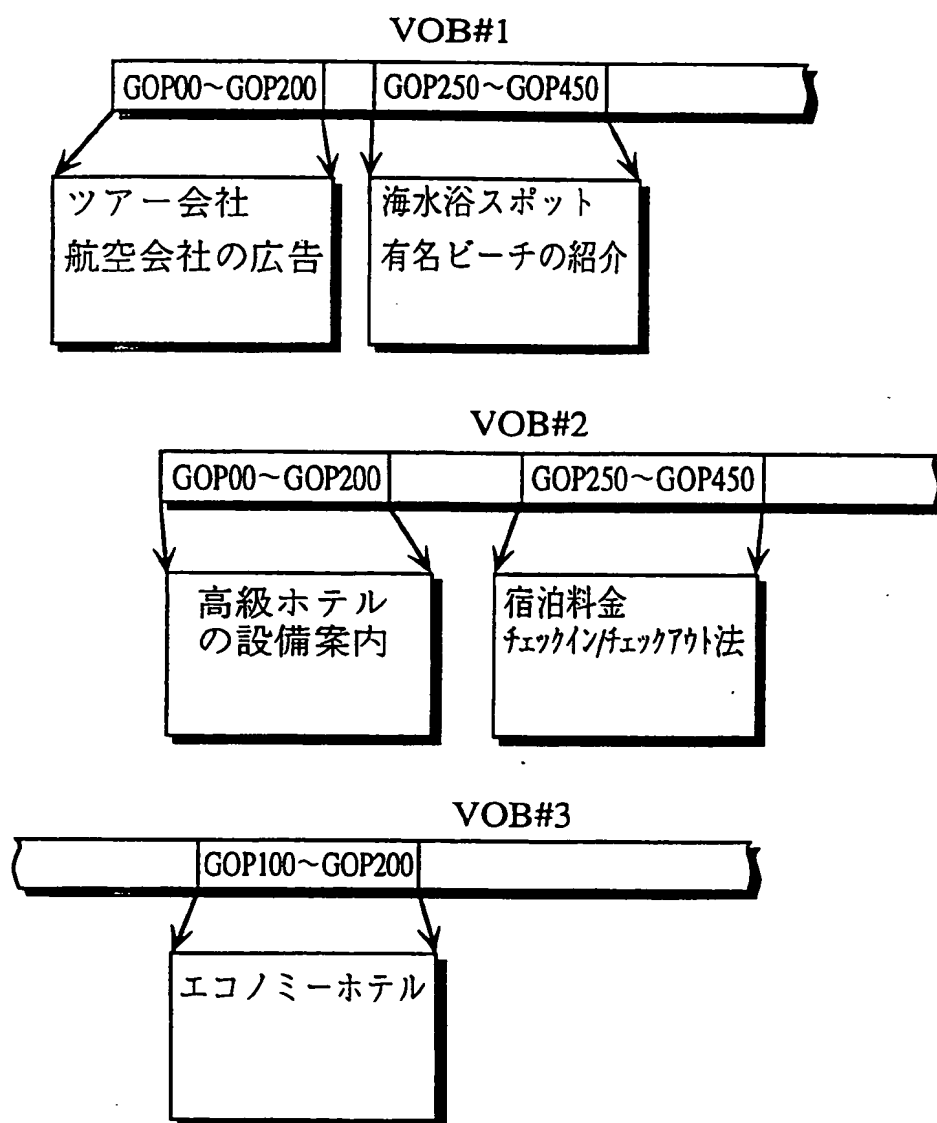 VOB#1
GOP00～GOP200
GOP250～GOP450
ツアー会社
航空会社の広告
海水浴スポット
有名ビーチの紹介
VOB#2
GOP00～GOP200
GOP250～GOP450
高級ホテル
の設備案内
宿泊料金
チェックイン/チェックアウト法
VOB#3
GOP100～GOP200
エコノミーホテル